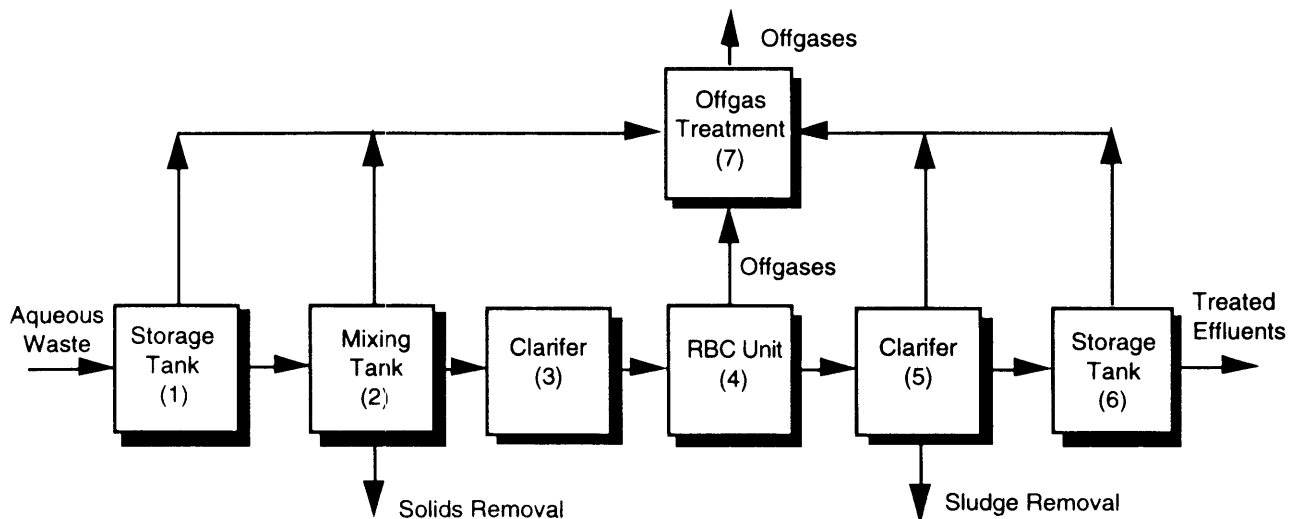 Offgases
Offgas
Treatment
(7)
Offgases
Aqueous
Waste
Storage
Tank
(1)
Mixing
Tank
(2)
Clarifer
(3)
RBC Unit
(4)
Clarifer
(5)
Storage
Tank
(6)
Treated
Effluents
Solids Removal
Sludge Removal